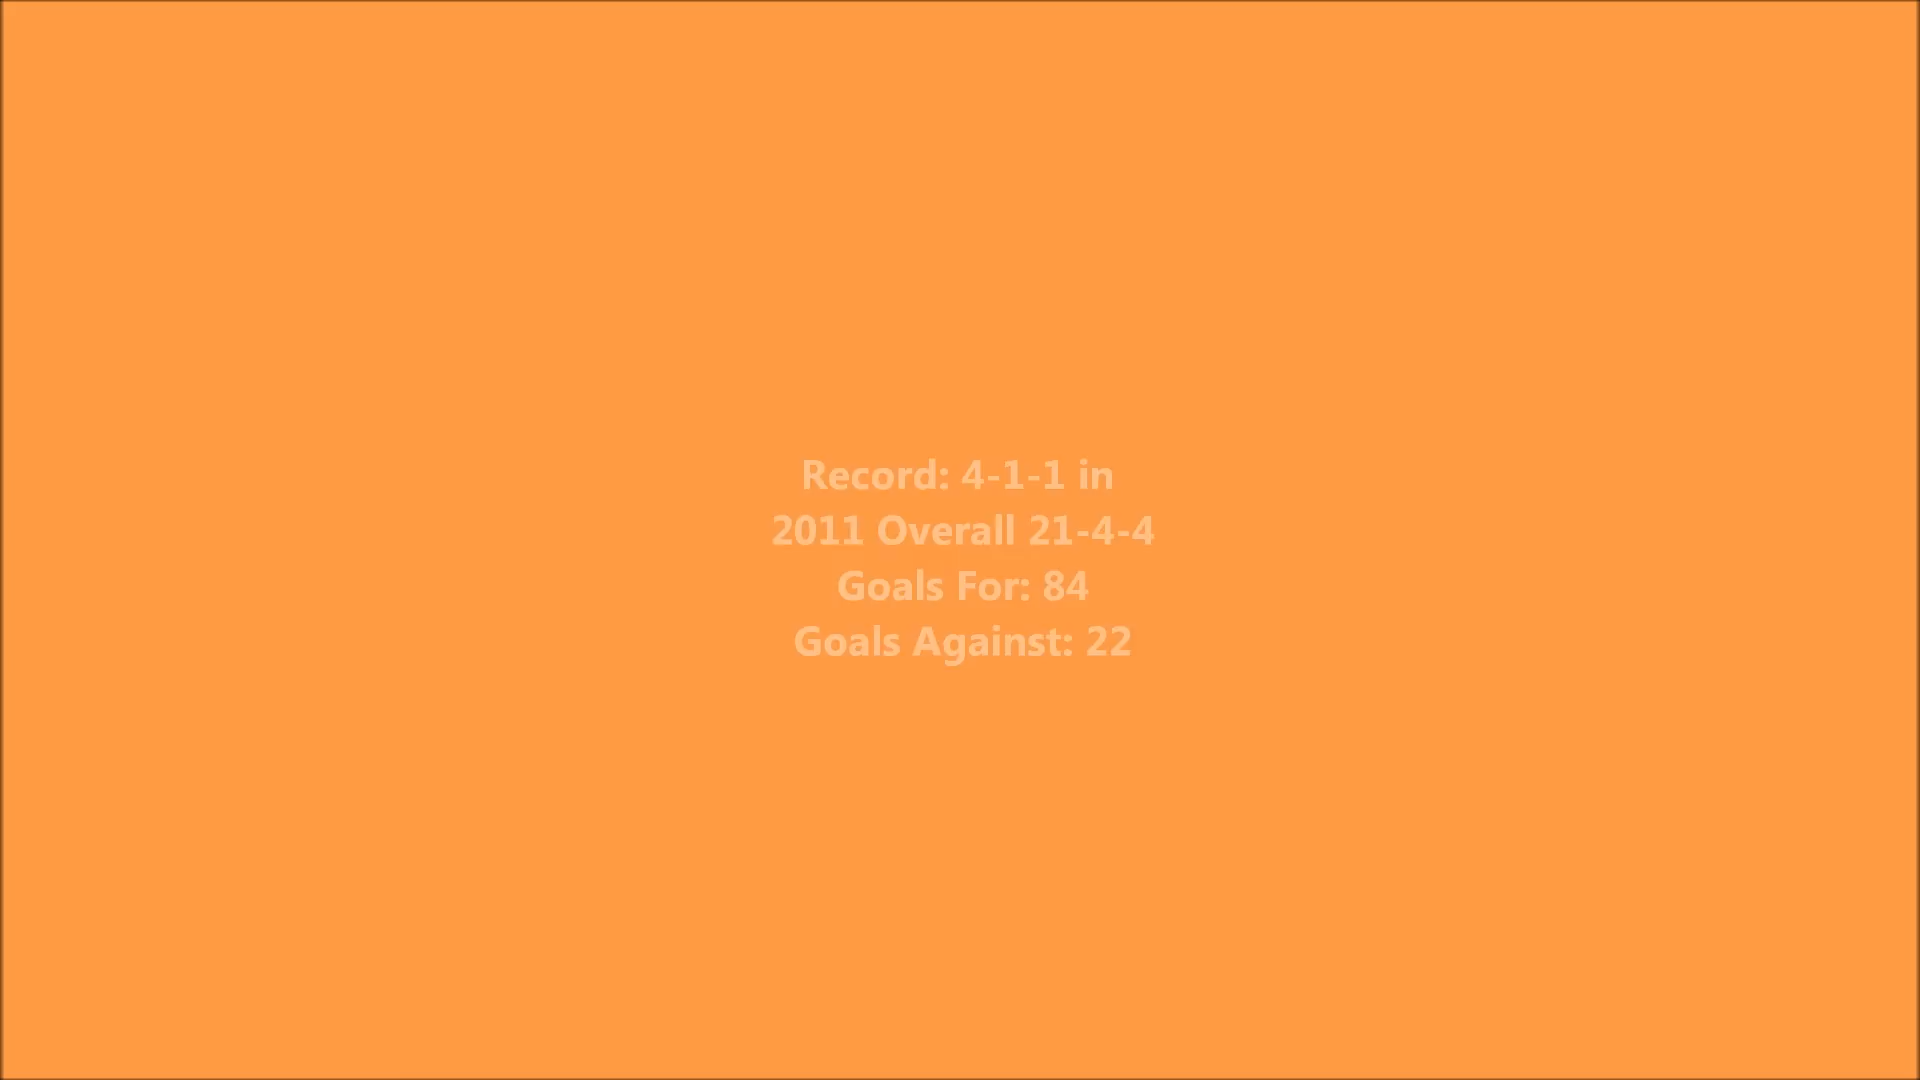 Record: 4-1-1 in
2011 Overall 21-4-4
Goals For: 84
Goals Against: 22